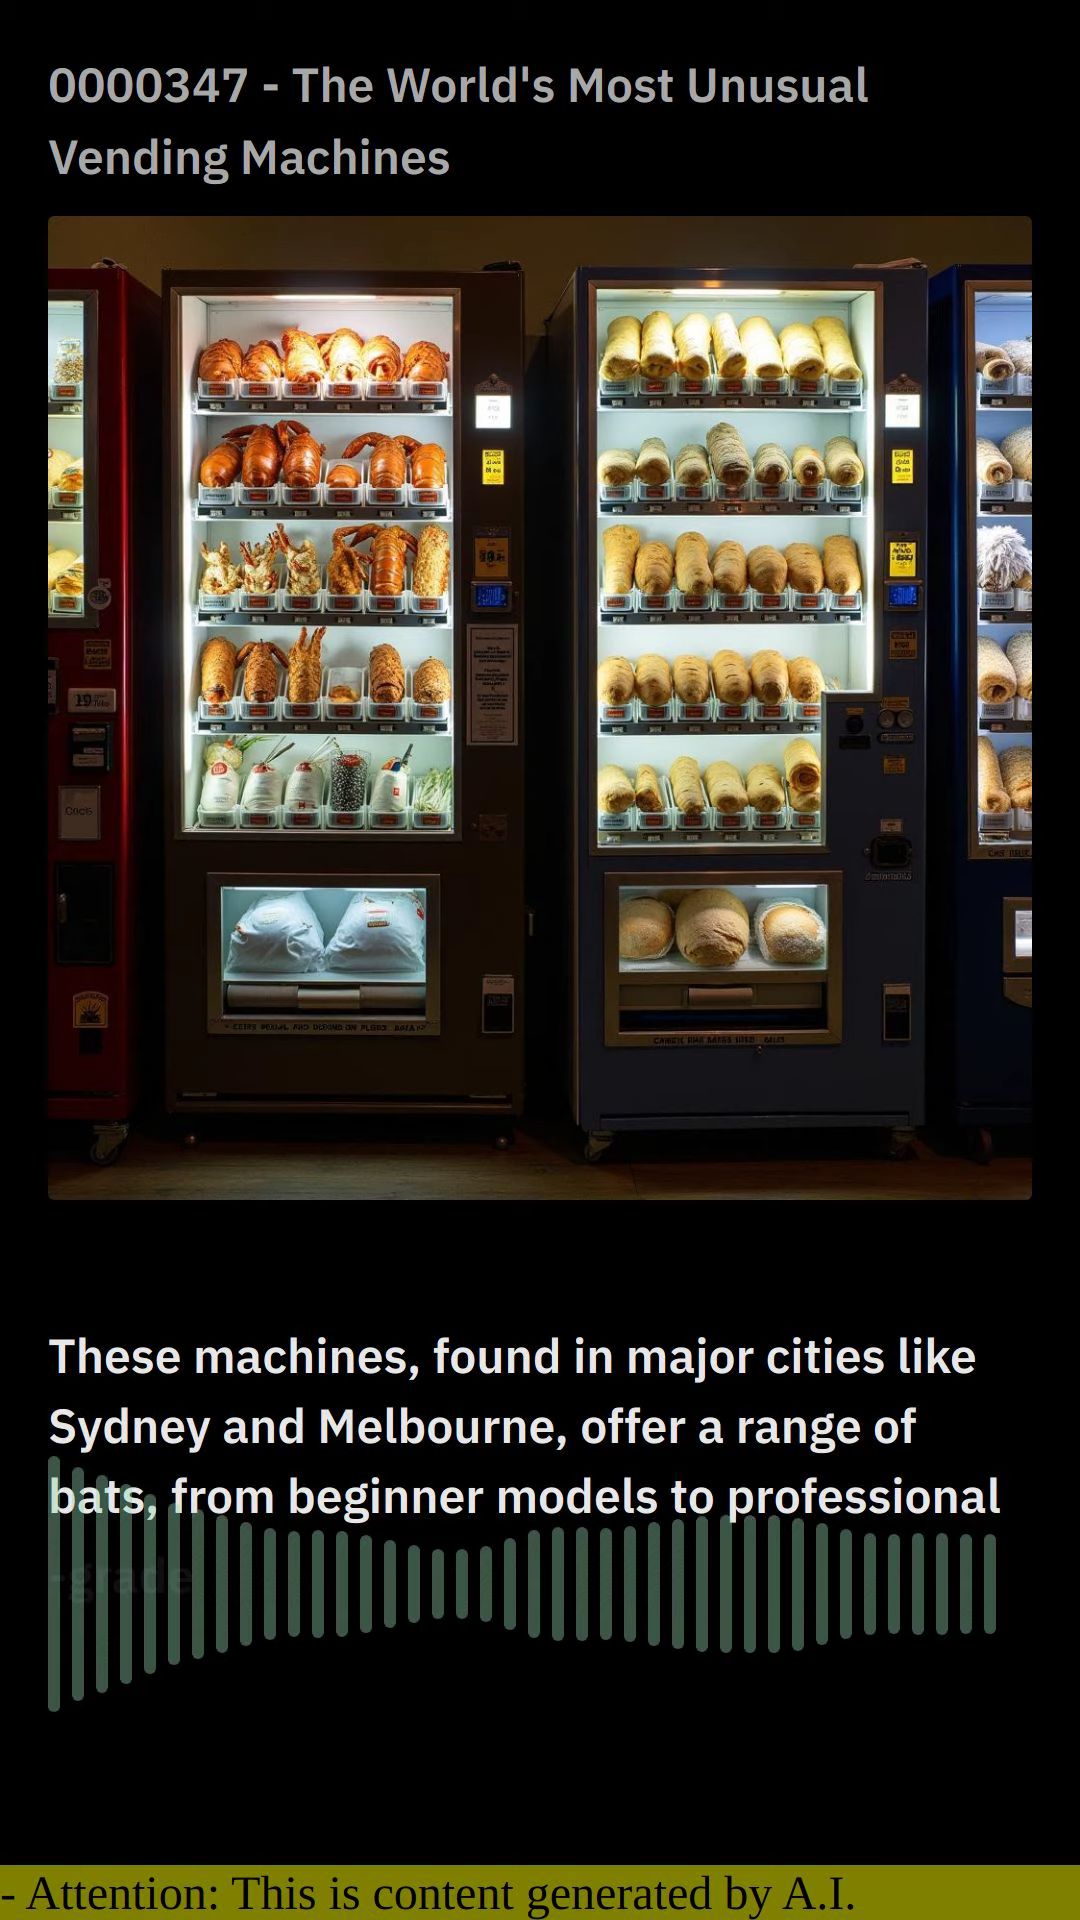 0000347 - The World's Most Unusual
Vending Machines
These machines, found in major cities like
Sydney and Melbourne, offer a range of
bats, from beginner models to professional
-grade
- Attention: This is content generated by A.I.